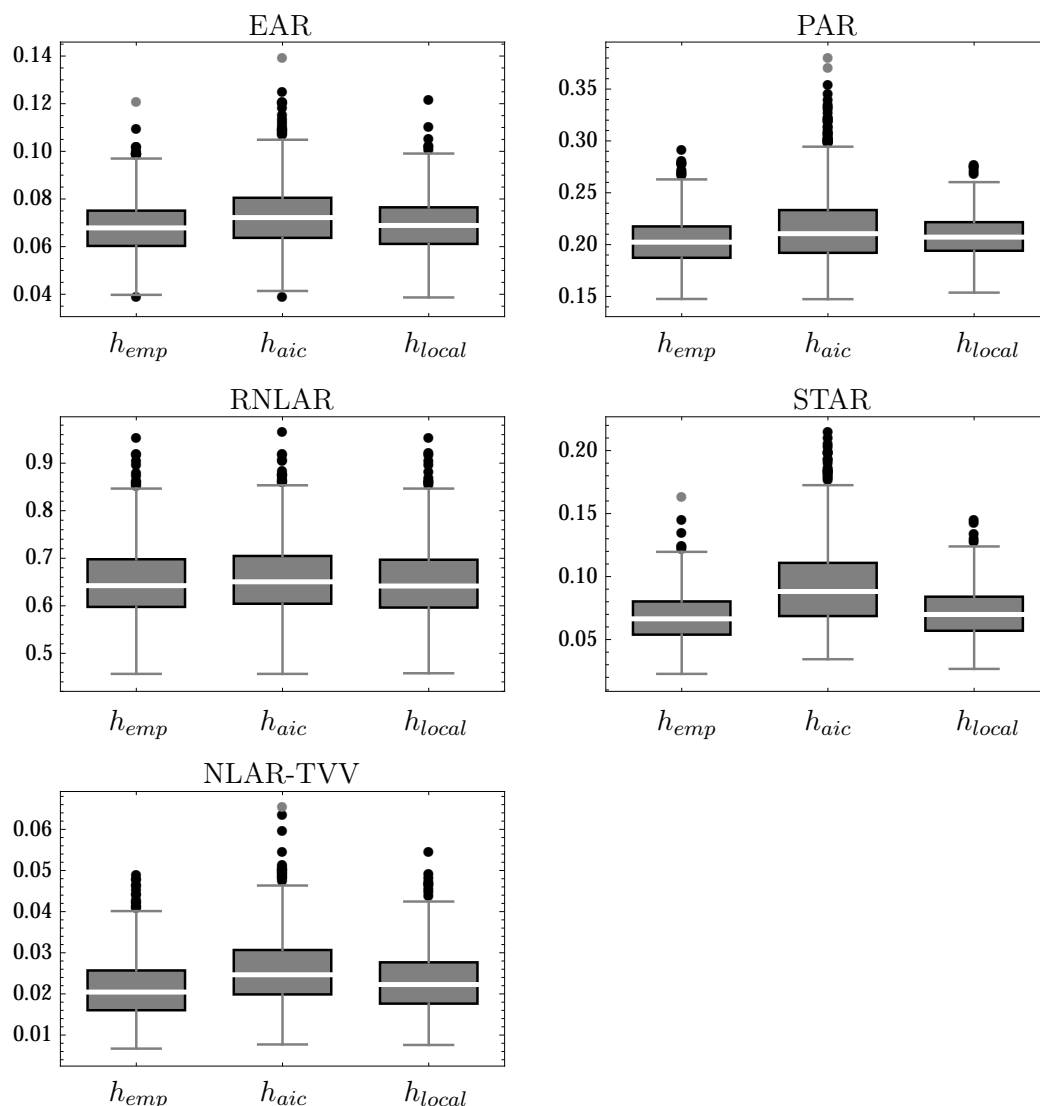 EAR
0.14
0.12
0.10
0.08
0.06
0.04
h_emp h_aic h_local
PAR
0.35
0.30
0.25
0.20
0.15
h_emp h_aic h_local
RNLAR
0.9
0.8
0.7
0.6
0.5
h_emp h_aic h_local
STAR
0.20
0.15
0.10
0.05
h_emp h_aic h_local
NLAR-TVV
0.06
0.05
0.04
0.03
0.02
0.01
h_emp h_aic h_local